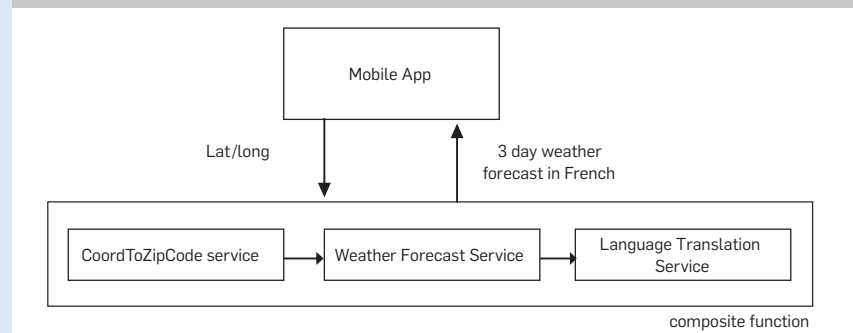 Mobile App
Lat/long
3 day weather
forecast in French
CoordToZipCode service
Weather Forecast Service
Language Translation
Service
composite function